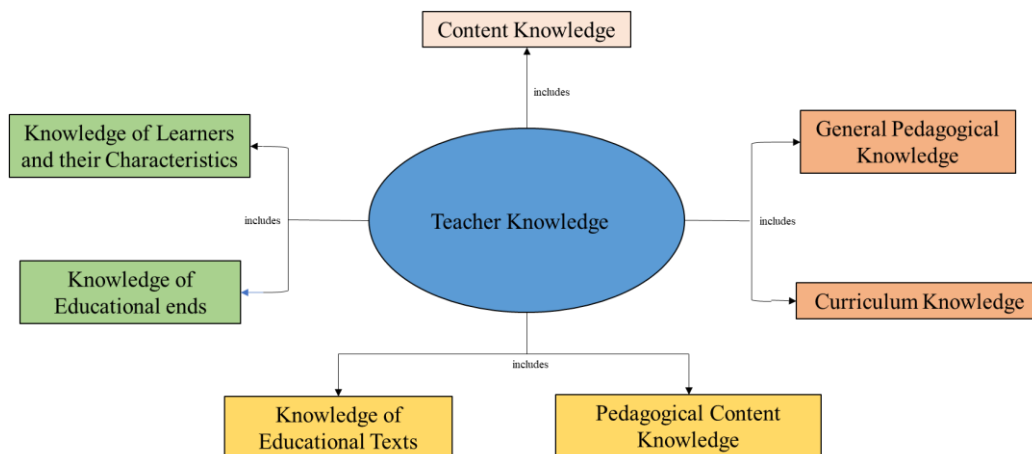 Content Knowledge
includes
Knowledge of Learners
and their Characteristics
General Pedagogical
Knowledge
includes
Teacher Knowledge
includes
Knowledge of
Educational ends
Curriculum Knowledge
includes
Knowledge of
Educational Texts
Pedagogical Content
Knowledge